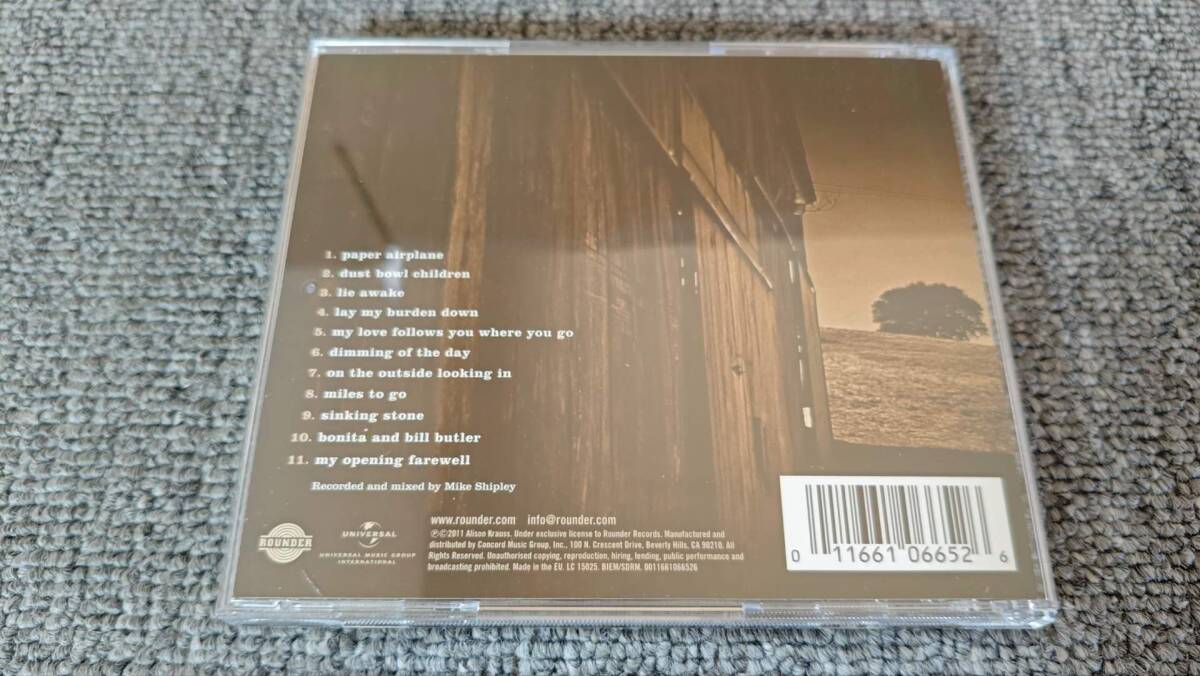 1. paper airplane
2. dust bowl children
3. lie awake
4. lay my burden down
5. my love follows you where you go
6. dimming of the day
7. on the outside looking in
8. miles to go
9. sinking stone
10. bonita and bill butler
11. my opening farewell
Recorded and mixed by Mike Shipley
ROUNDER
UNIVERSAL
UNIVERSAL MUSIC GROUP
INTERNATIONAL
www.rounder.com info@rounder.com
℗©2011 Alison Krauss. Under exclusive license to Rounder Records. Manufactured and
distributed by Concord Music Group, Inc., 100 N. Crescent Drive, Beverly Hills, CA 90210. All
Rights Reserved. Unauthorised copying, reproduction, hiring, lending, public performance and
broadcasting prohibited. Made in the EU. LC 15025. BIEM/SDRM. 0011661066526
0 11661 06652 6